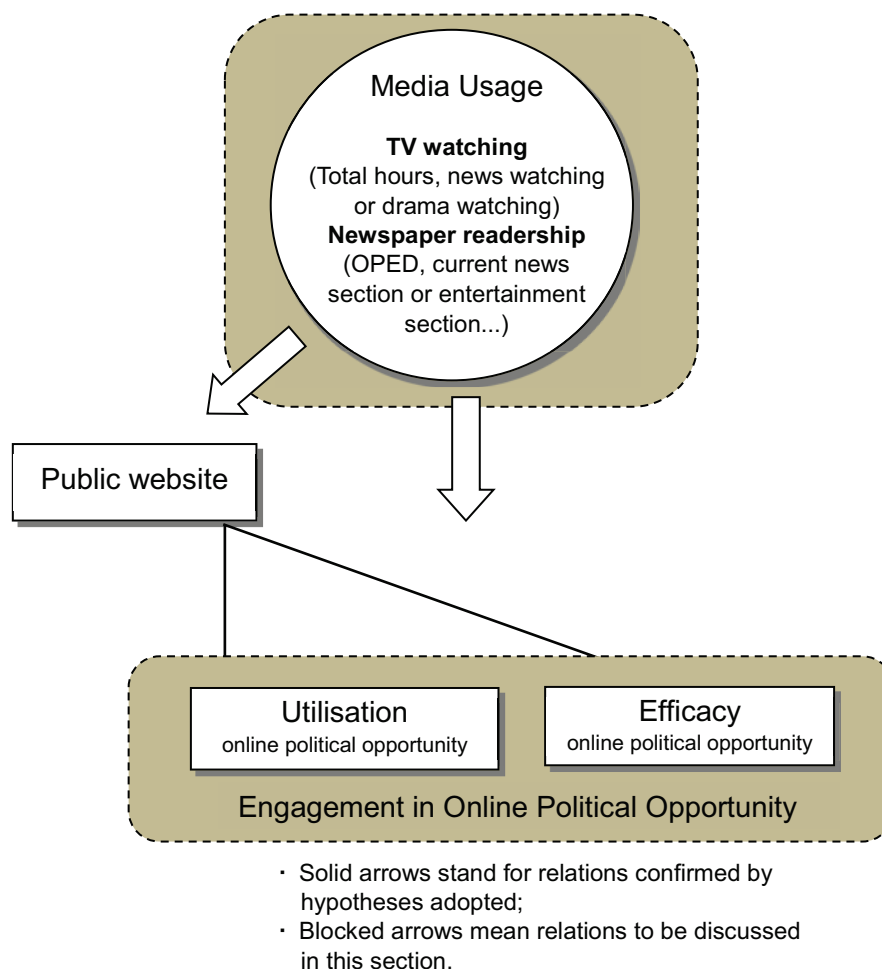 Media Usage
TV watching
(Total hours, news watching
or drama watching)
Newspaper readership
(OPED, current news
section or entertainment
section...)
Public website
Utilisation
online political opportunity
Efficacy
online political opportunity
Engagement in Online Political Opportunity
· Solid arrows stand for relations confirmed by
hypotheses adopted;
· Blocked arrows mean relations to be discussed
in this section.